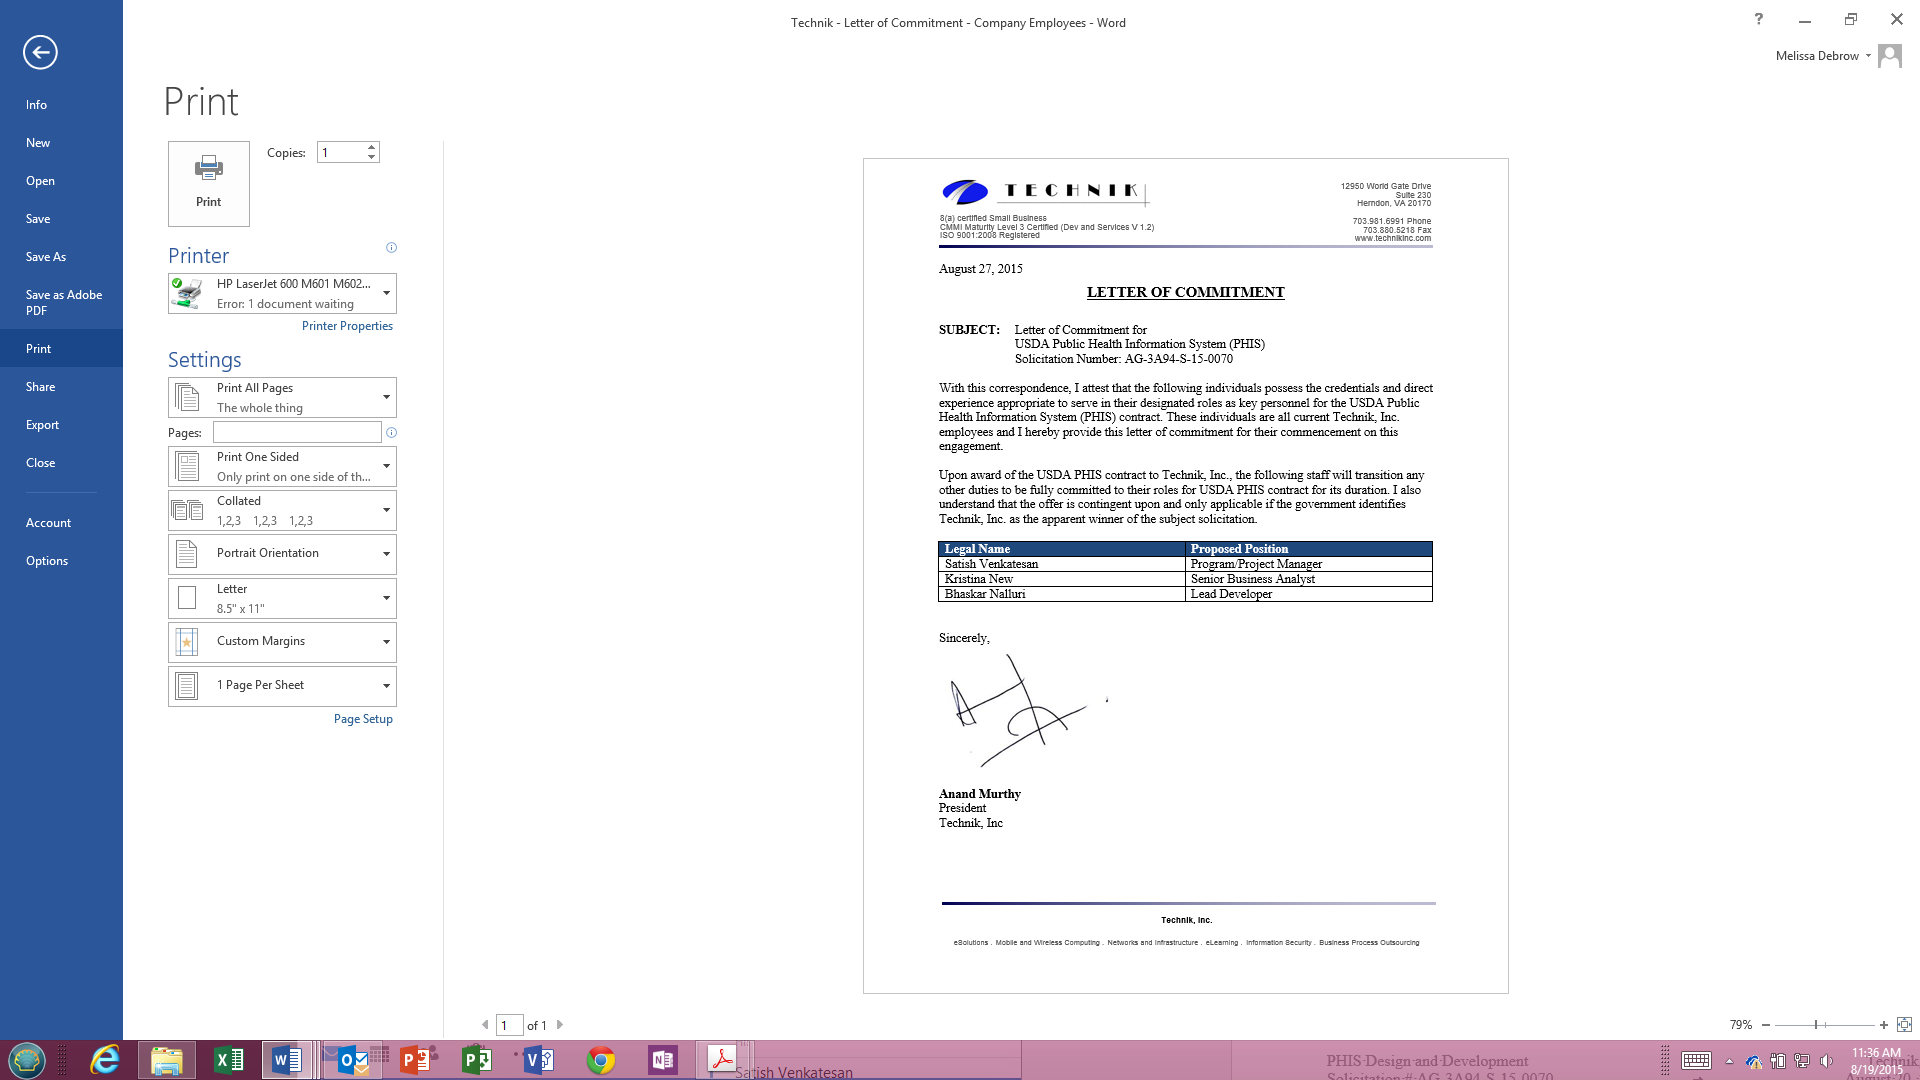 Technik - Letter of Commitment - Company Employees - Word
?
Melissa Debrow
Info
New
Open
Save
Save As
Save as Adobe
PDF
Print
Share
Export
Close
Account
Options
Print
Print
Copies:
1
Printer
HP LaserJet 600 M601 M602...
Error: 1 document waiting
Printer Properties
Settings
Print All Pages
The whole thing
Pages:
Print One Sided
Only print on one side of th...
Collated
1,2,3 1,2,3 1,2,3
Portrait Orientation
Letter
8.5" x 11"
Custom Margins
1 Page Per Sheet
Page Setup
TECHNIK
8(a) certified Small Business
CMMI Maturity Level 3 Certified (Dev and Services V 1.2)
ISO 9001:2008 Registered
12950 World Gate Drive
Suite 230
Herndon, VA 20170
703.981.6991 Phone
703.880.5218 Fax
www.technikinc.com
August 27, 2015
LETTER OF COMMITMENT
SUBJECT: Letter of Commitment for
USDA Public Health Information System (PHIS)
Solicitation Number: AG-3A94-S-15-0070
With this correspondence, I attest that the following individuals possess the credentials and direct
experience appropriate to serve in their designated roles as key personnel for the USDA Public
Health Information System (PHIS) contract. These individuals are all current Technik, Inc.
employees and I hereby provide this letter of commitment for their commencement on this
engagement.
Upon award of the USDA PHIS contract to Technik, Inc., the following staff will transition any
other duties to be fully committed to their roles for USDA PHIS contract for its duration. I also
understand that the offer is contingent upon and only applicable if the government identifies
Technik, Inc. as the apparent winner of the subject solicitation.
Legal Name Proposed Position
Satish Venkatesan Program/Project Manager
Kristina New Senior Business Analyst
Bhaskar Nalluri Lead Developer
Sincerely,
Anand Murthy
President
Technik, Inc
Technik, Inc.
eSolutions . Mobile and Wireless Computing . Networks and Infrastructure . eLearning . Information Security . Business Process Outsourcing
1 of 1
79%
Satish Venkatesan
PHIS Design and Development
Solicitation#: AG-3A94-S-15-0070
11:36 AM
8/19/2015